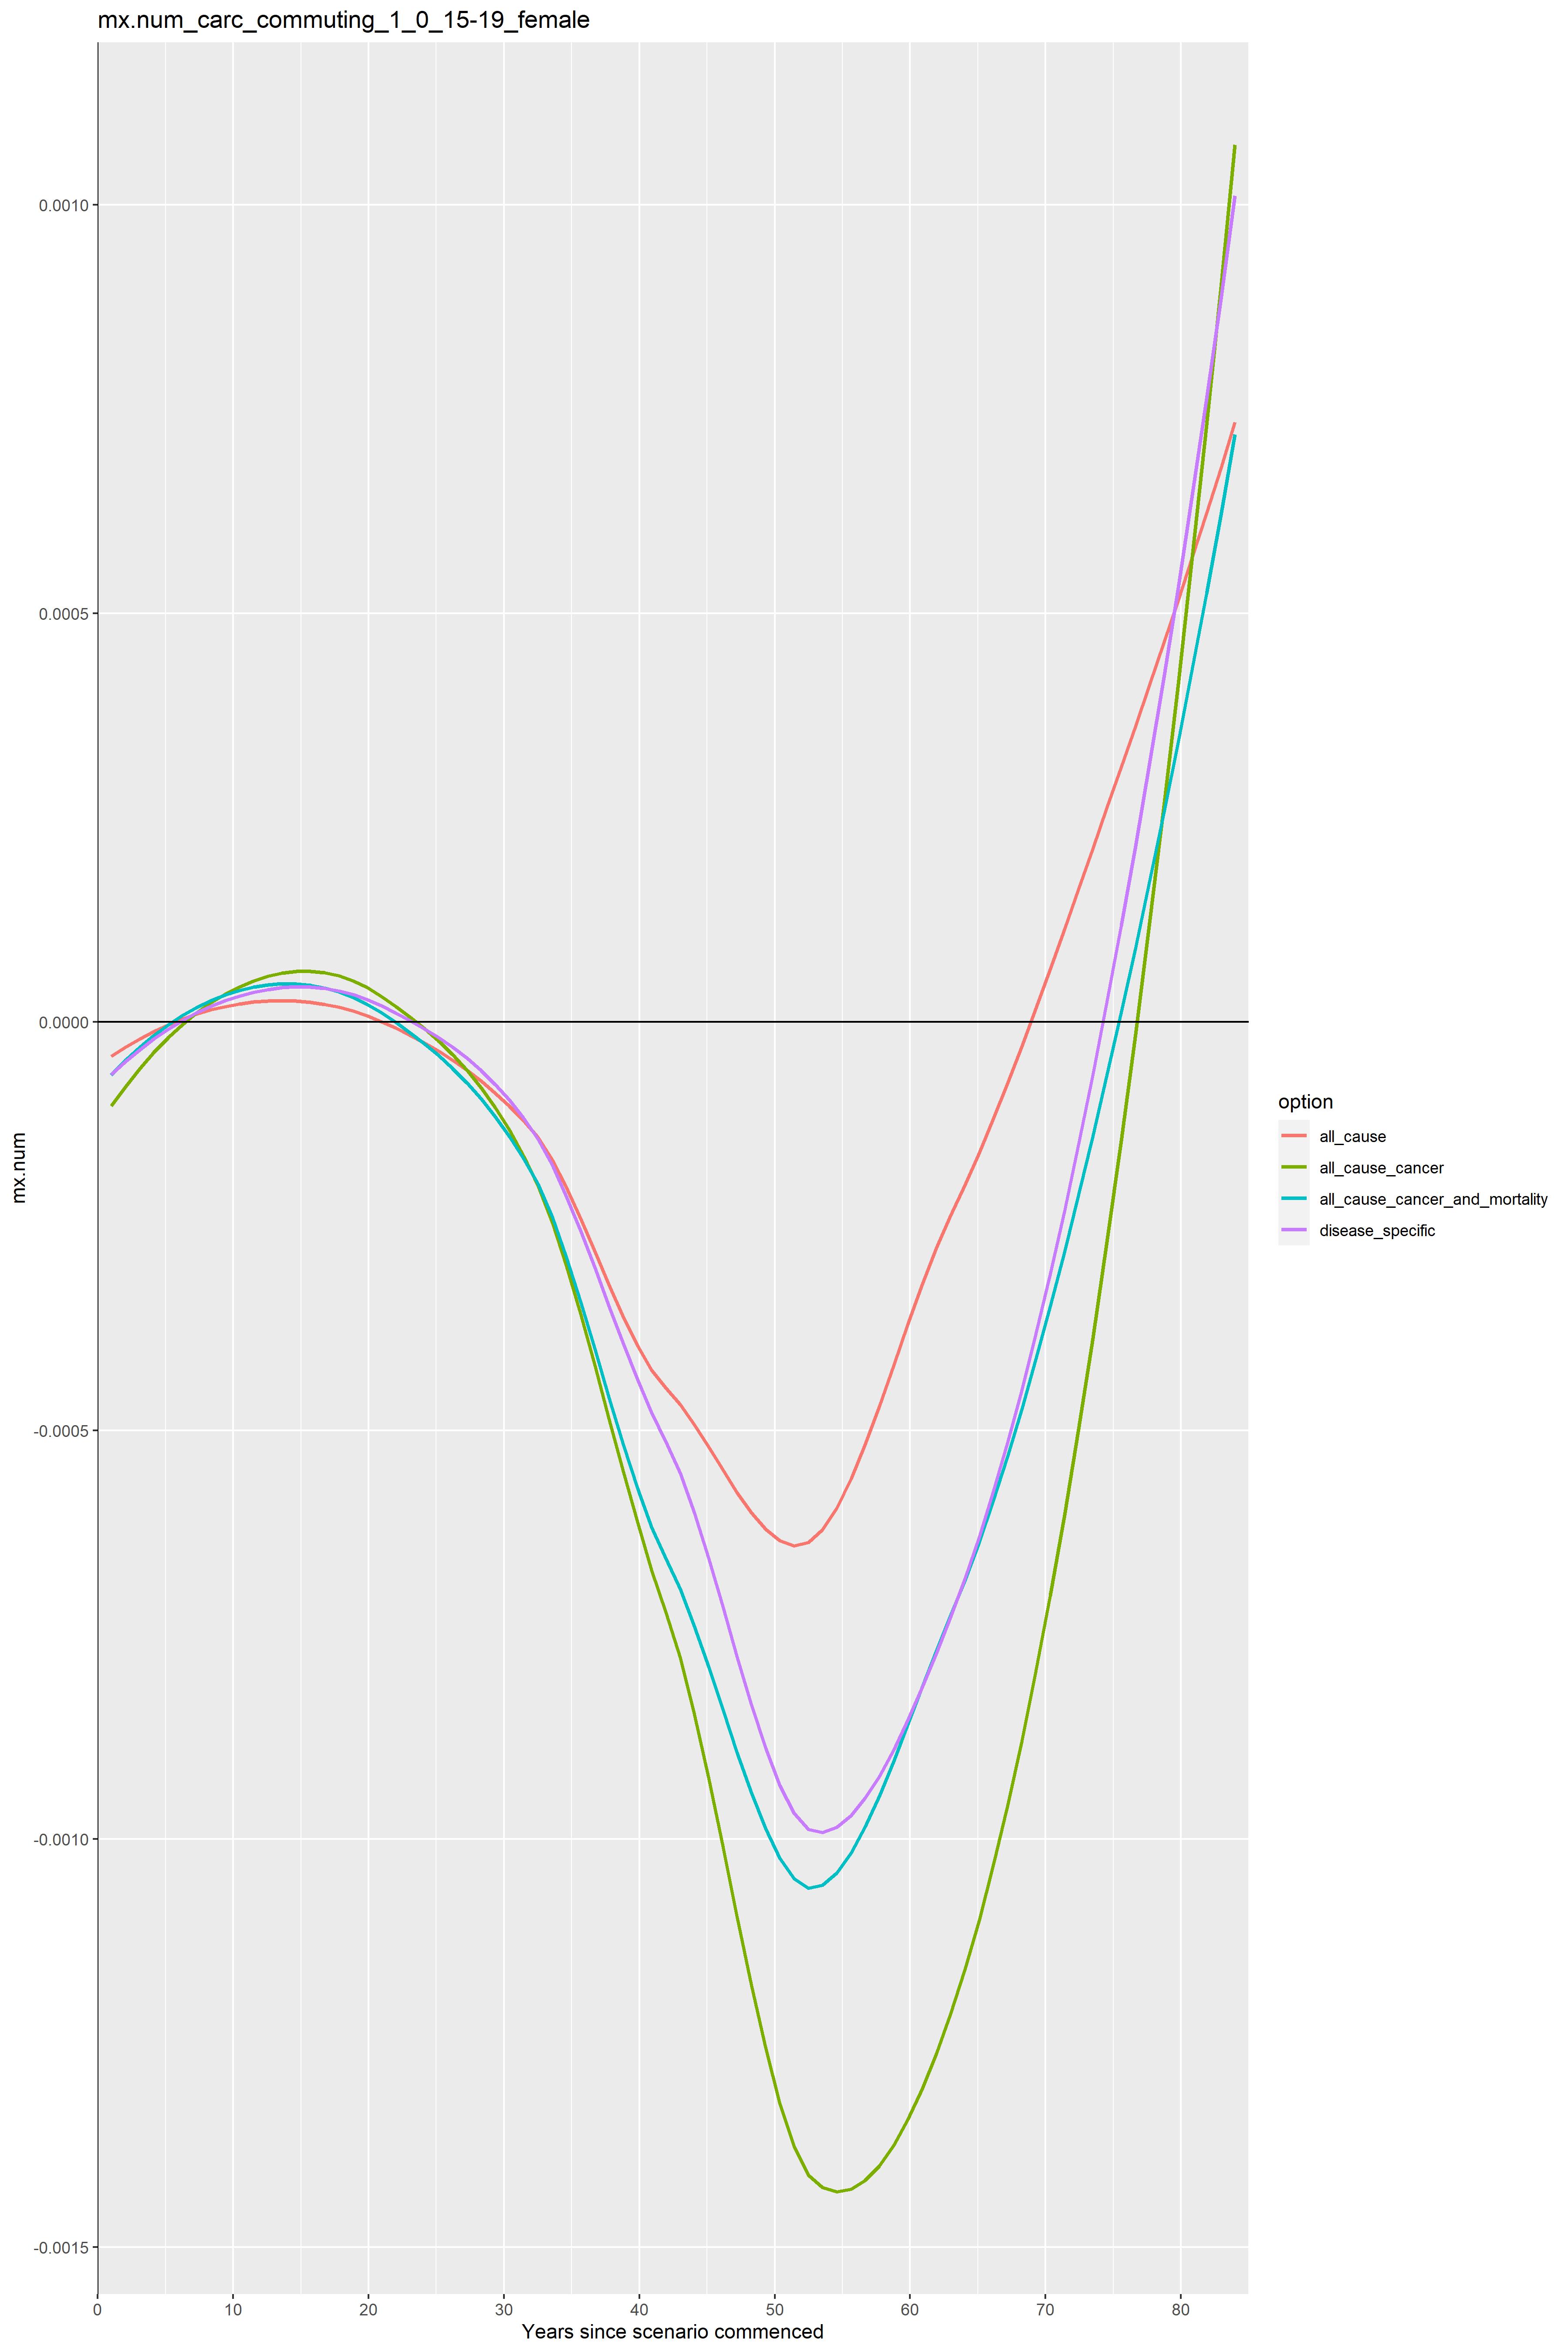 mx.num_carc_commuting_1_0_15-19_female
0.0010
0.0005
0.0000
-0.0005
-0.0010
-0.0015
mx.num
0 10 20 30 40 50 60 70 80
Years since scenario commenced
option
all_cause
all_cause_cancer
all_cause_cancer_and_mortality
disease_specific